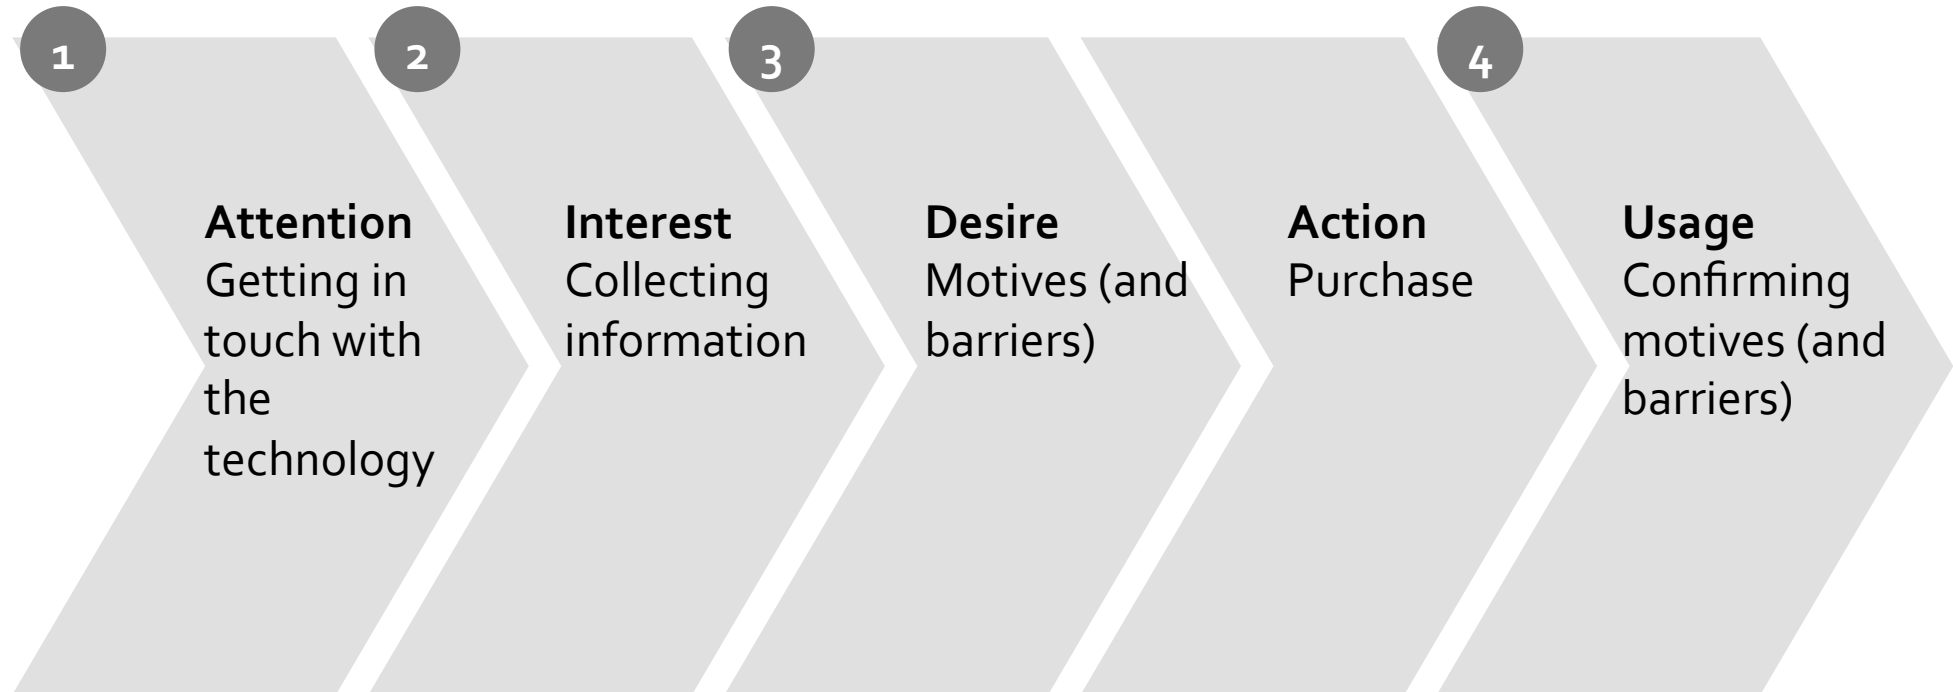 1
Attention
Getting in
touch with
the
technology
2
Interest
Collecting
information
3
Desire
Motives (and
barriers)
Action
Purchase
4
Usage
Confirming
motives (and
barriers)